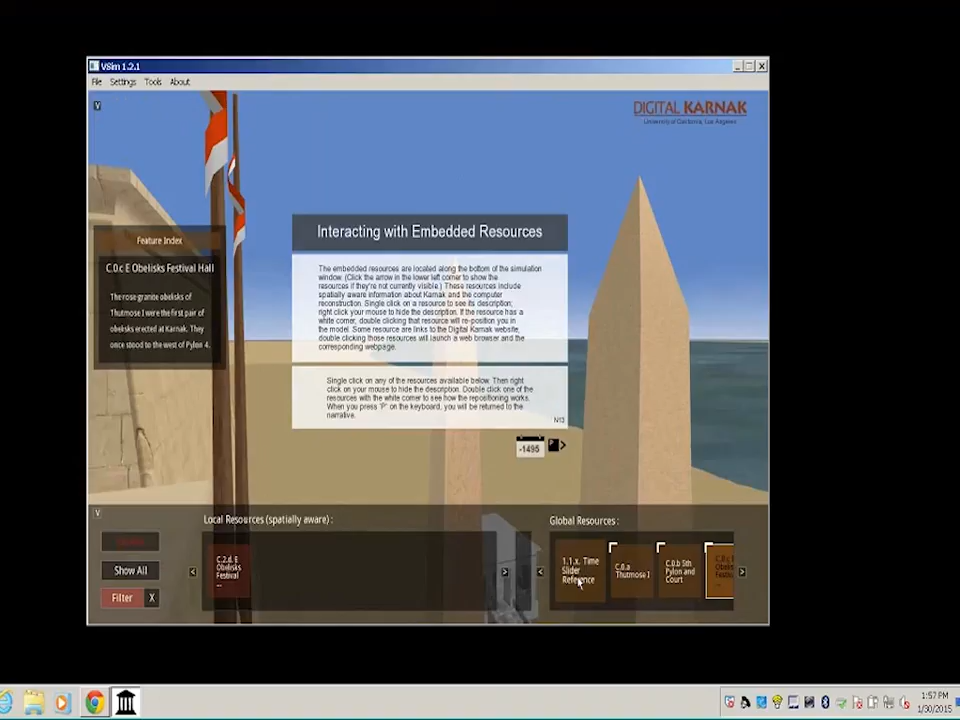 VSim 1.2.1
File Settings Tools About
V
DIGITAL KARNAK
University of California, Los Angeles
Feature Index
C.0.c E Obelisks Festival Hall
The rose granite obelisks of
Thutmose I were the first pair of
obelisks erected at Karnak. They
once stood to the west of Pylon 4.
Interacting with Embedded Resources
The embedded resources are located along the bottom of the simulation
window. (Click the arrow in the lower left corner to show the
resources if they're not currently visible.) These resources include
spatially aware information about Karnak and the computer
reconstruction. Single click on a resource to see its description;
right click your mouse to hide the description. If the resource has a
white corner, double clicking that resource will re-position you in
the model. Some resource are links to the Digital Karnak website,
double clicking those resources will launch a web browser and the
corresponding webpage.
Single click on any of the resources available below. Then right
click on your mouse to hide the description. Double click one of the
resources with the white corner to see how the repositioning works.
When you press 'P' on the keyboard, you will be returned to the
narrative.
N13
-1495
P
V
Local Resources (spatially aware) :
Global Resources :
Show All
Filter X
C.2.d. E
Obelisks
Festival
...
1.1.x. Time
Slider
Reference
C.0.a
Thutmose I
C.0.b 5th
Pylon and
Court
C.0.c E
1:57 PM
1/30/2015